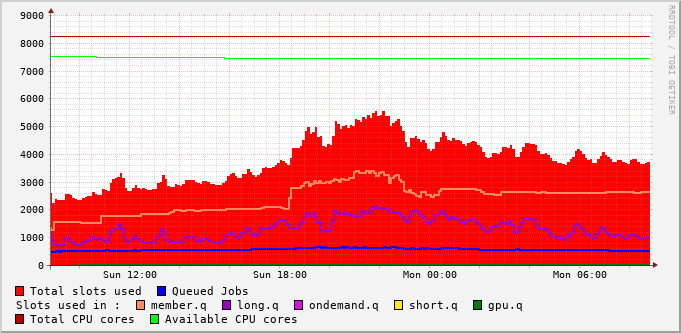 9000
8000
7000
6000
5000
4000
3000
2000
1000
0
Sun 12:00 Sun 18:00 Mon 00:00 Mon 06:00
RRDTOOL / TOBI OETIKER
Total slots used Queued Jobs
Slots used in : member.q long.q ondemand.q short.q gpu.q
Total CPU cores Available CPU cores